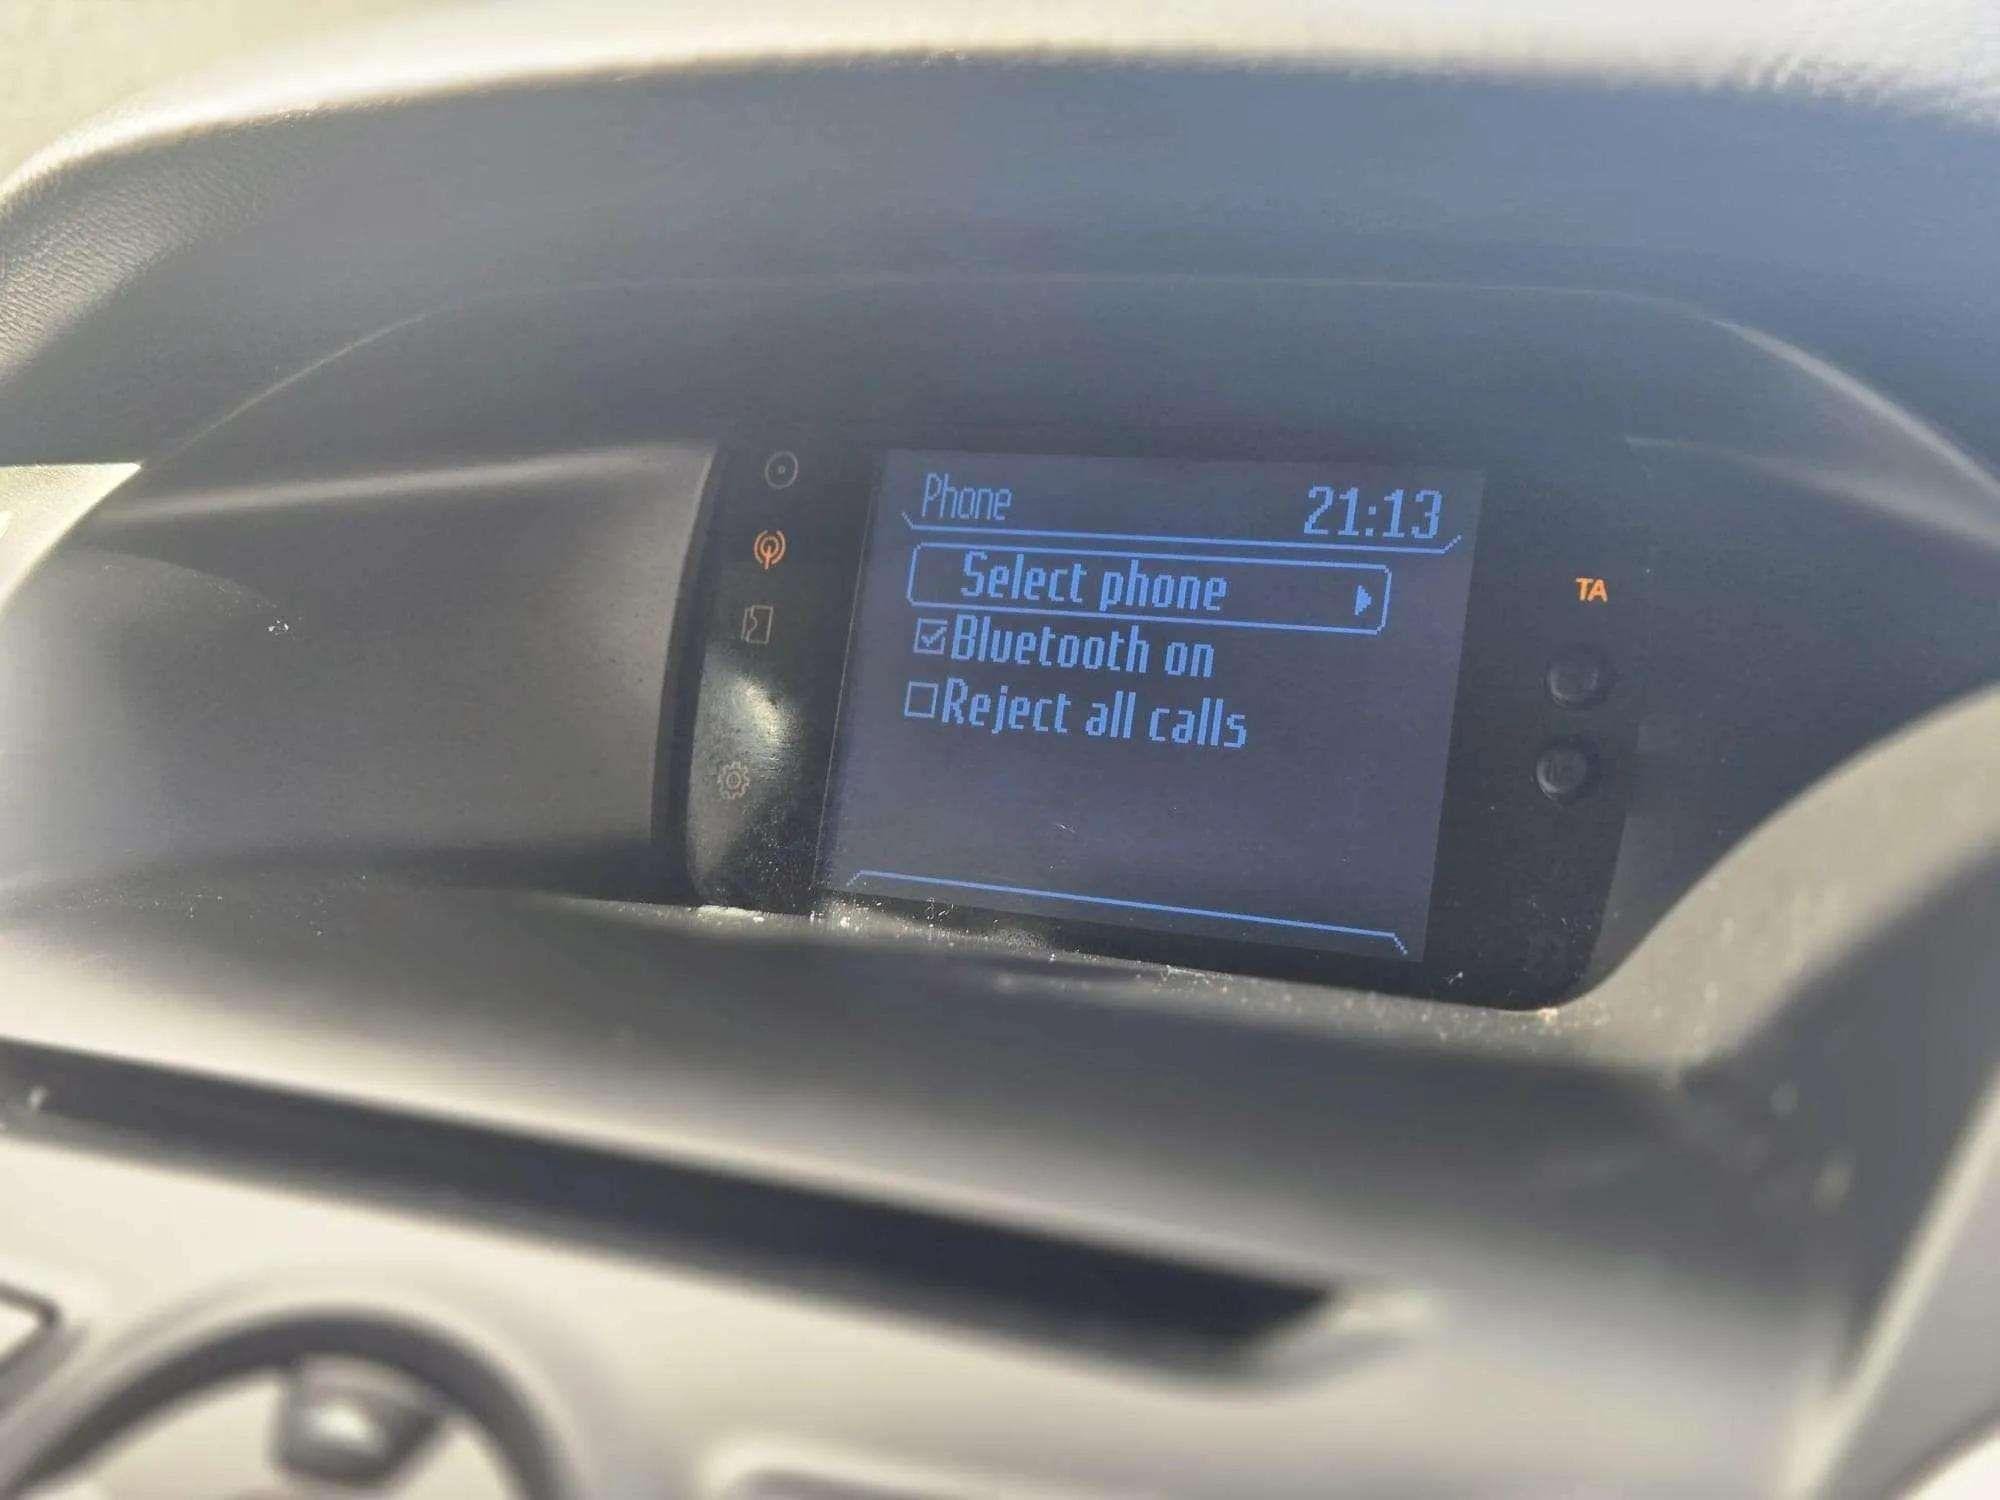 Phone 21:13
Select phone
TA
Bluetooth on
Reject all calls